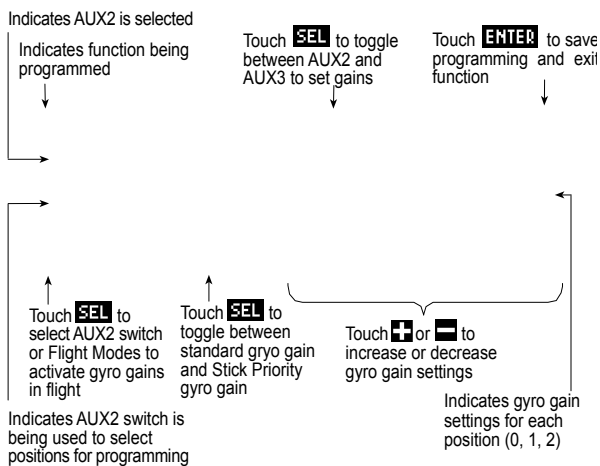 Indicates AUX2 is selected
Indicates function being
programmed
Touch SEL to toggle
between AUX2 and
AUX3 to set gains
Touch ENTER to save
programming and exit
function
Touch SEL to
select AUX2 switch
or Flight Modes to
activate gyro gains
in flight
Touch SEL to
toggle between
standard gryo gain
and Stick Priority
gyro gain
Touch + or - to
increase or decrease
gyro gain settings
Indicates AUX2 switch is
being used to select
positions for programming
Indicates gyro gain
settings for each
position (0, 1, 2)